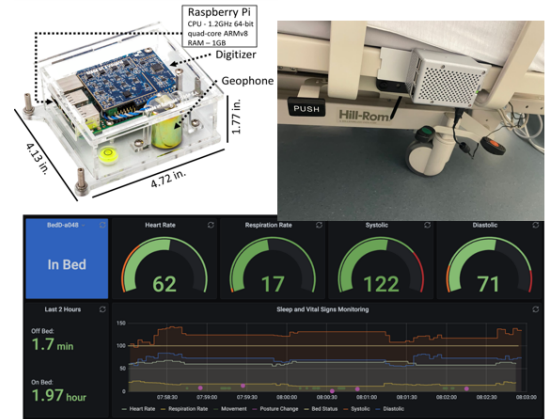 Raspberry Pi
CPU - 1.2GHz 64-bit
quad-core ARMv8
RAM – 1GB
Digitizer
Geophone
1.77 in.
4.13 in.
4.72 in.
PUSH
Hill-Rom
BedD-a048
In Bed
Heart Rate
62
Respiration Rate
17
Systolic
122
Diastolic
71
Last 2 Hours
Off Bed:
1.7 min
On Bed:
1.97 hour
Sleep and Vital Signs Monitoring
150
100
50
0
07:58:30 07:59:00 07:59:30 08:00:00 08:00:30 08:01:00 08:01:30 08:02:00 08:02:30 08:03:00
Heart Rate Respiration Rate Movement Posture Change Bed Status Systolic Diastolic